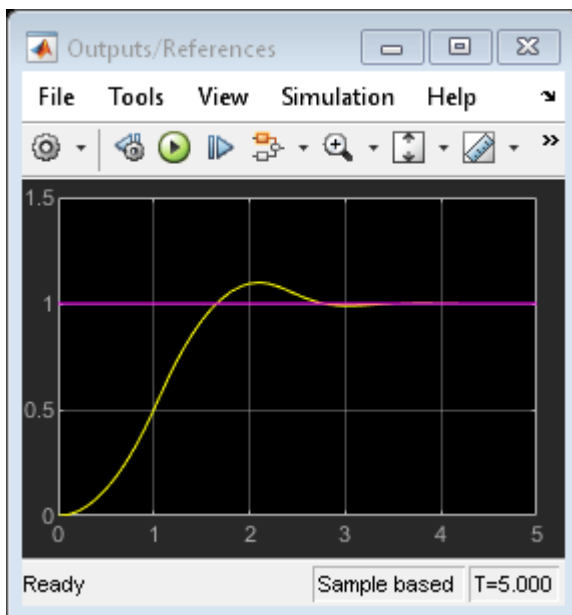 Outputs/References
File Tools View Simulation Help
1.5
1
0.5
0
0 1 2 3 4 5
Ready Sample based T=5.000